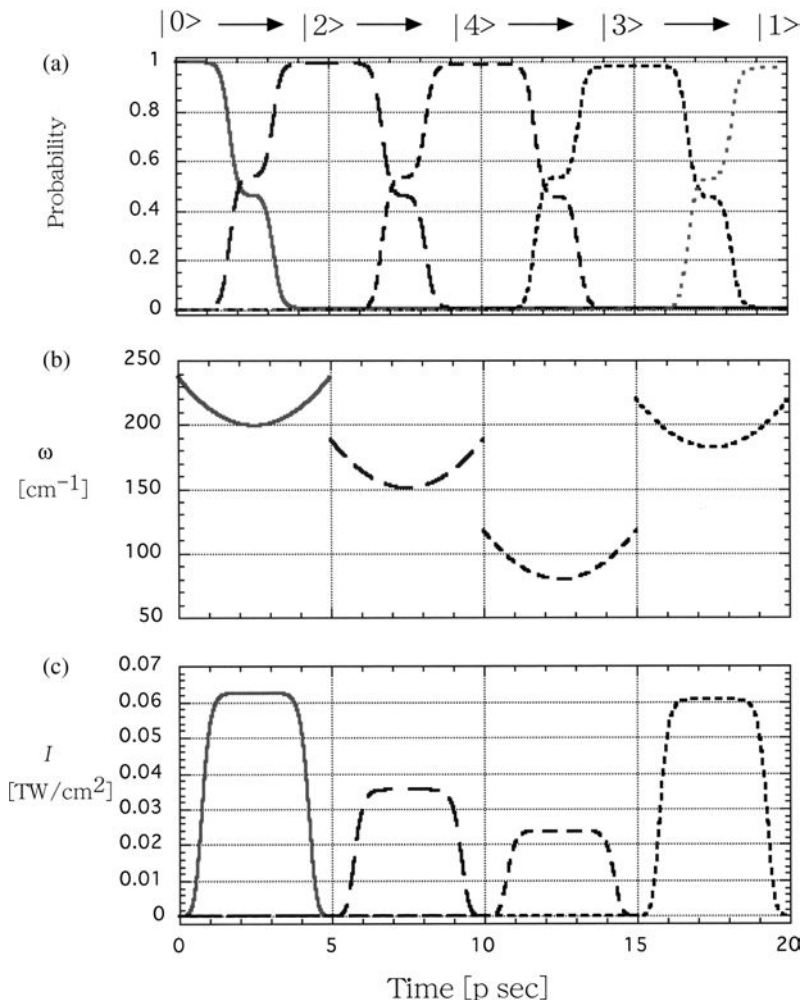 |0> → |2> → |4> → |3> → |1>
(a)
1
0.8
0.6
0.4
0.2
0
Probability
(b)
250
200
150
100
50
ω
[cm⁻¹]
(c)
0.07
0.06
0.05
0.04
0.03
0.02
0.01
0
I
[TW/cm²]
0 5 10 15 20
Time [p sec]